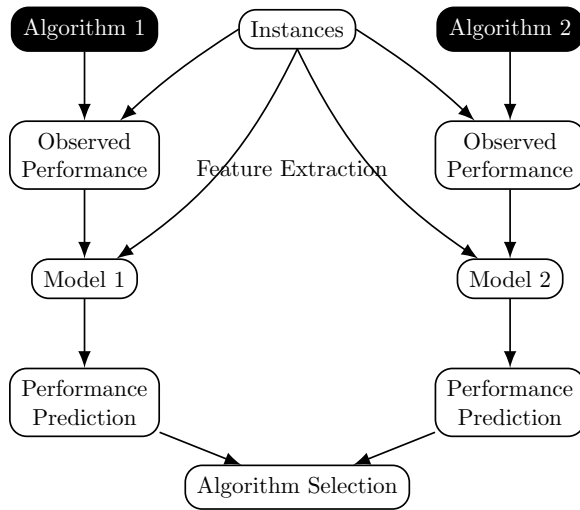 Algorithm 1
Instances
Algorithm 2
Observed
Performance
Observed
Performance
Feature Extraction
Model 1
Model 2
Performance
Prediction
Performance
Prediction
Algorithm Selection